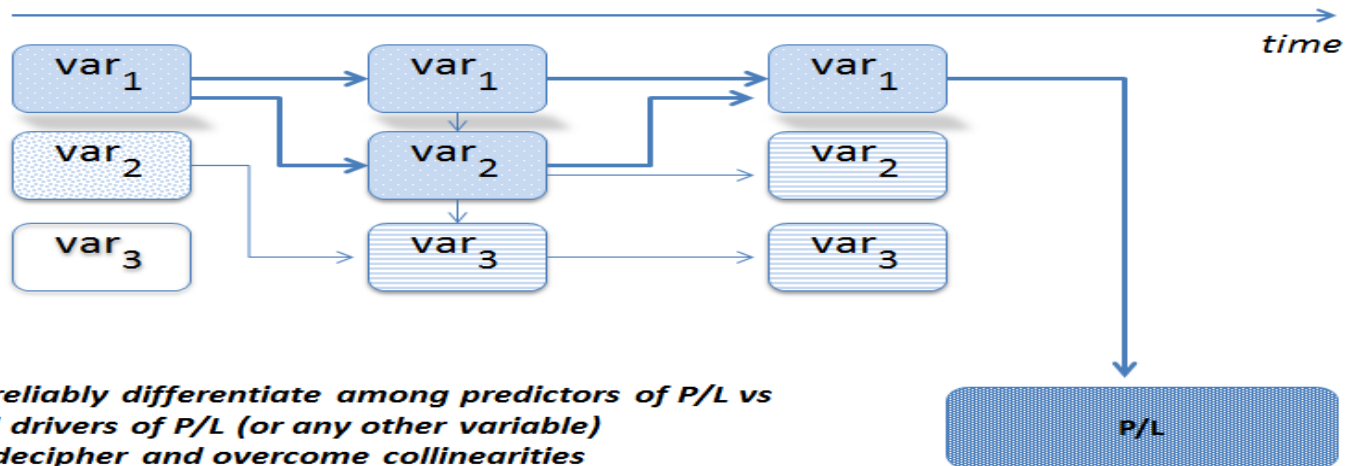 time
var₁ var₁ var₁
var₂ var₂ var₂
var₃ var₃ var₃
reliably differentiate among predictors of P/L vs
drivers of P/L (or any other variable)
decipher and overcome collinearities
P/L